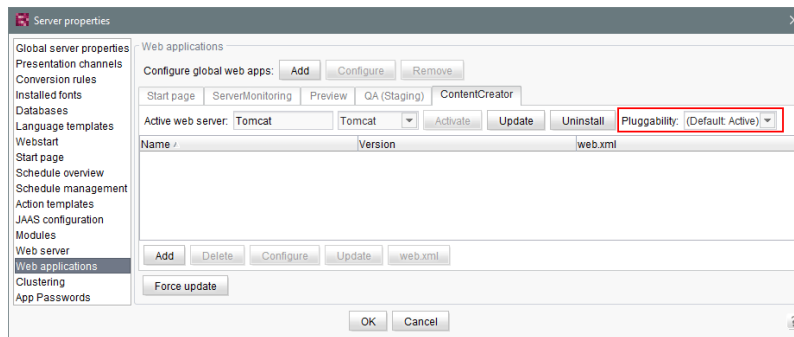 Server properties
Global server properties
Presentation channels
Conversion rules
Installed fonts
Databases
Language templates
Webstart
Start page
Schedule overview
Schedule management
Action templates
JAAS configuration
Modules
Web server
Web applications
Clustering
App Passwords
Web applications
Configure global web apps: Add Configure Remove
Start page ServerMonitoring Preview QA (Staging) ContentCreator
Active web server: Tomcat Tomcat Activate Update Uninstall Pluggability: (Default: Active)
Name Version web.xml
Add Delete Configure Update web.xml
Force update
OK Cancel